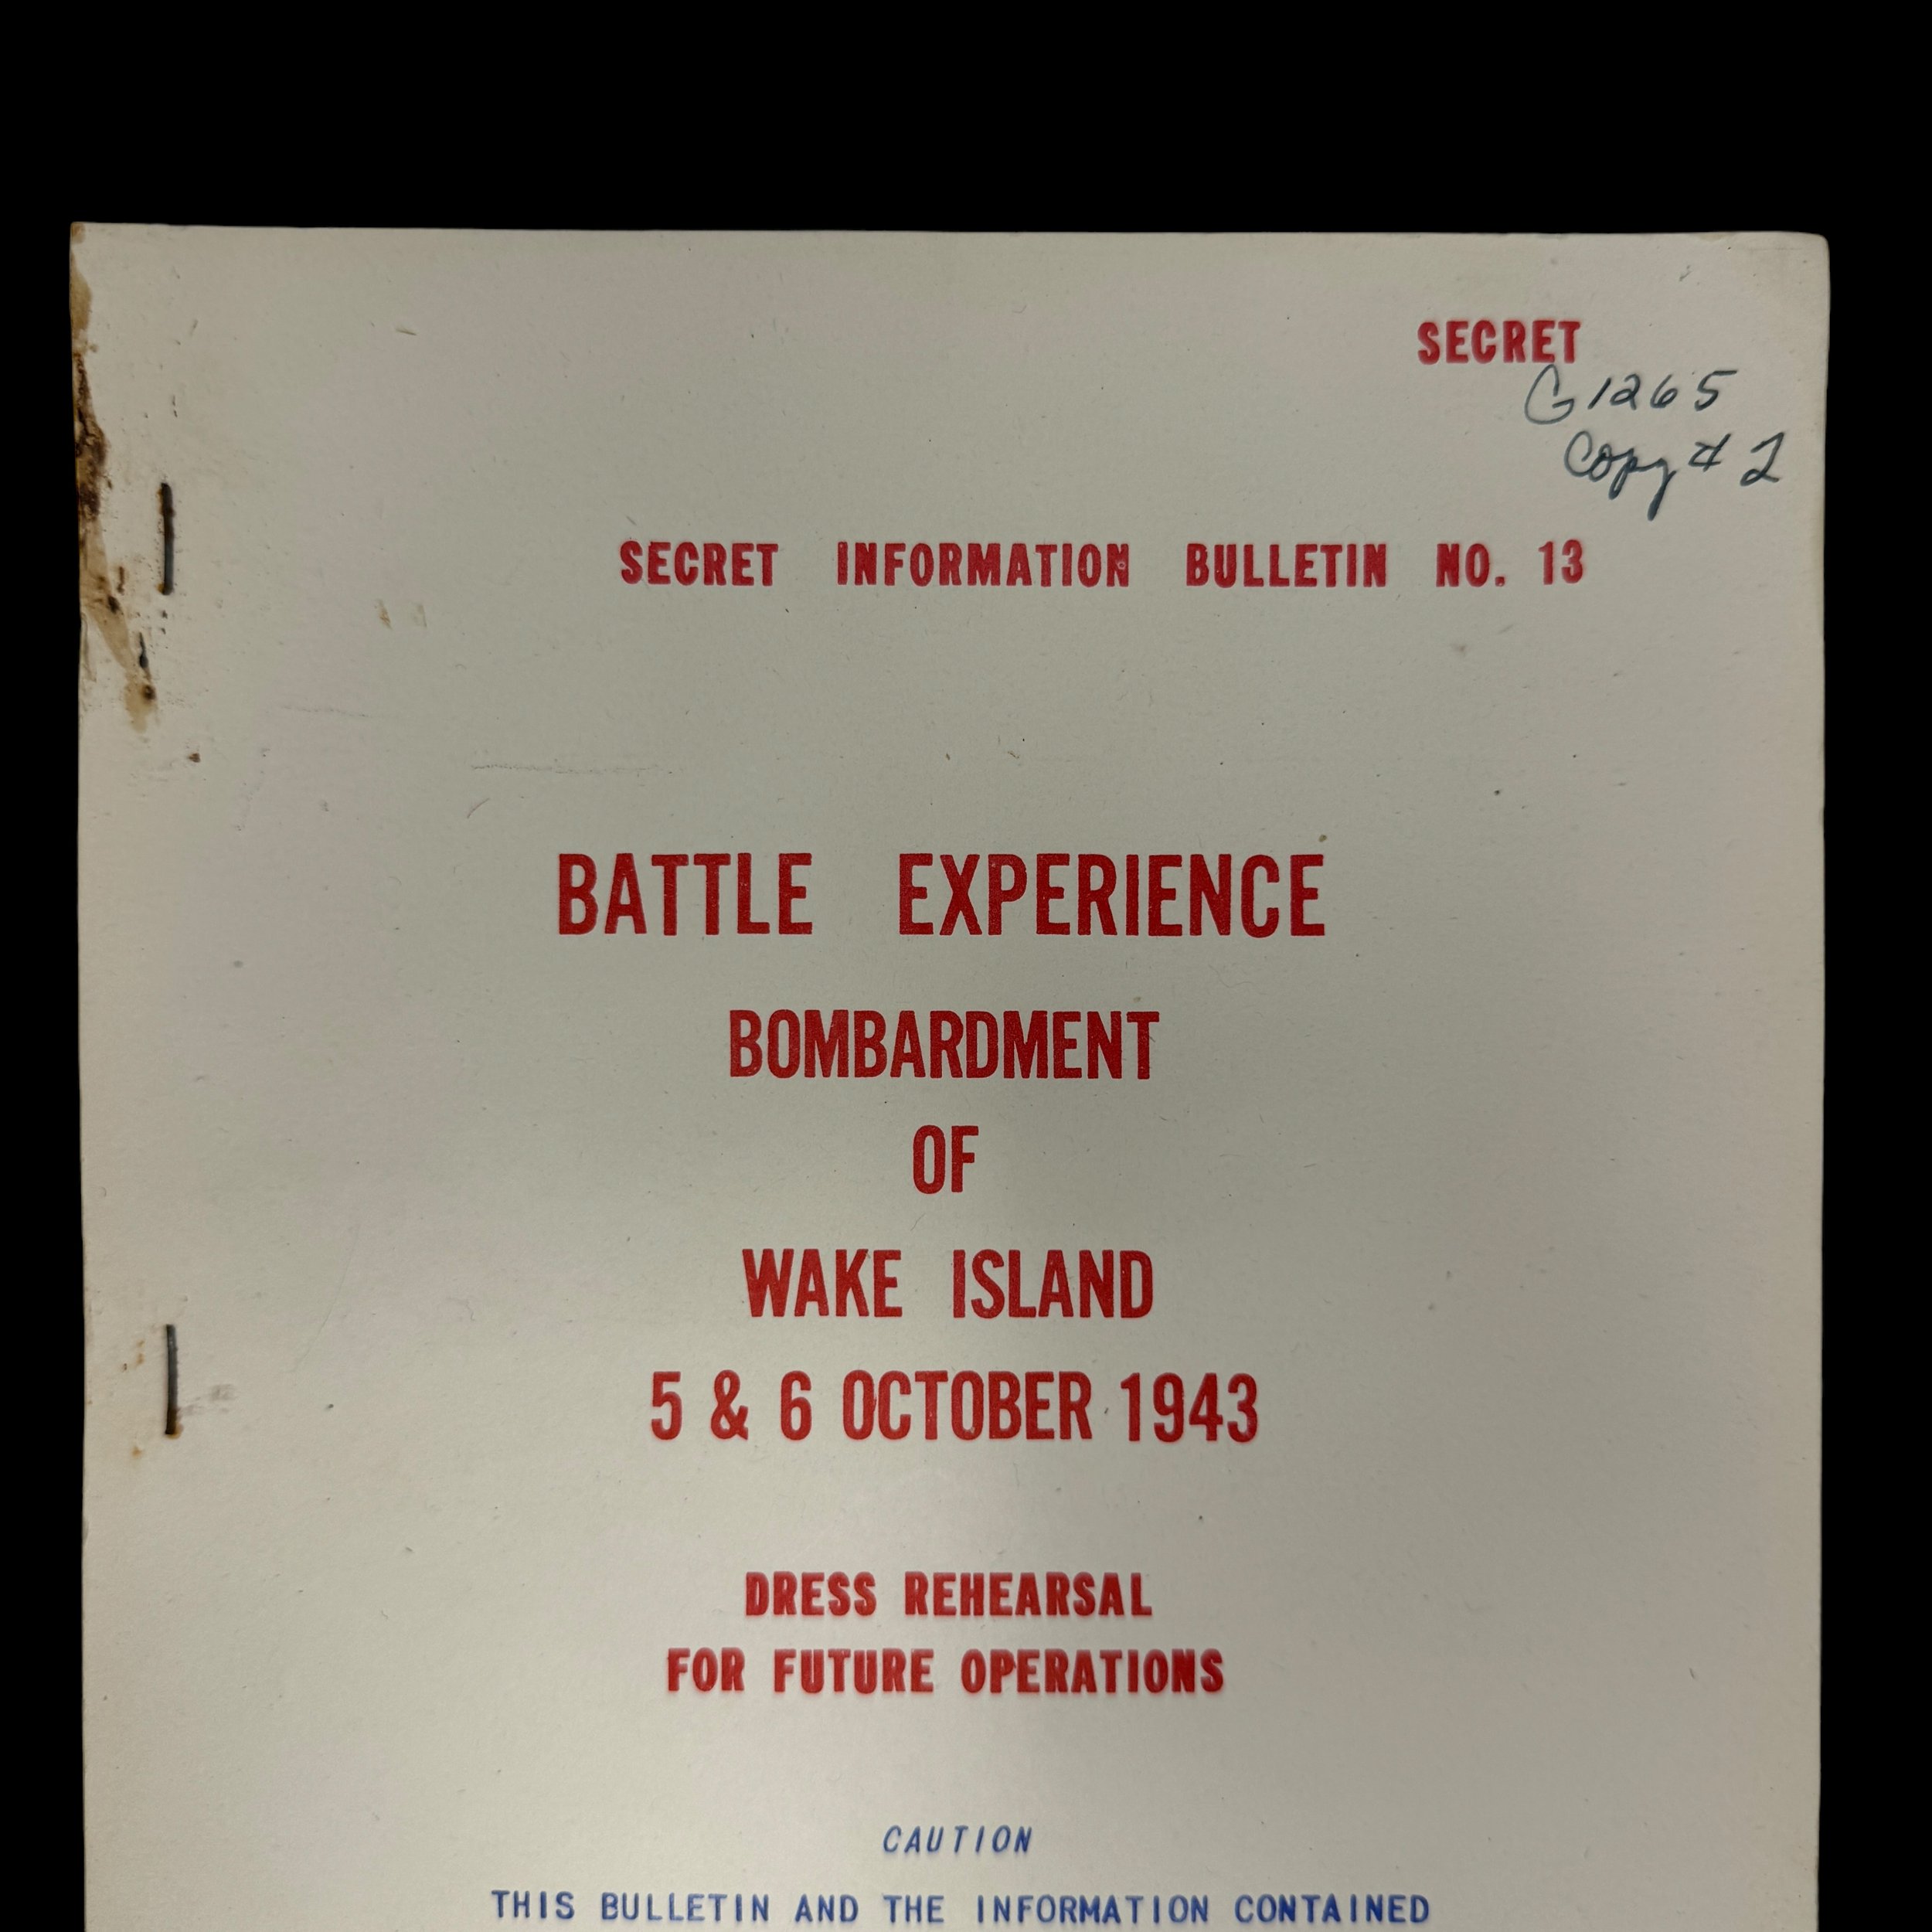 SECRET
G1265
Copy # 2
SECRET INFORMATION BULLETIN NO. 13
BATTLE EXPERIENCE
BOMBARDMENT
OF
WAKE ISLAND
5 & 6 OCTOBER 1943
DRESS REHEARSAL
FOR FUTURE OPERATIONS
CAUTION
THIS BULLETIN AND THE INFORMATION CONTAINED